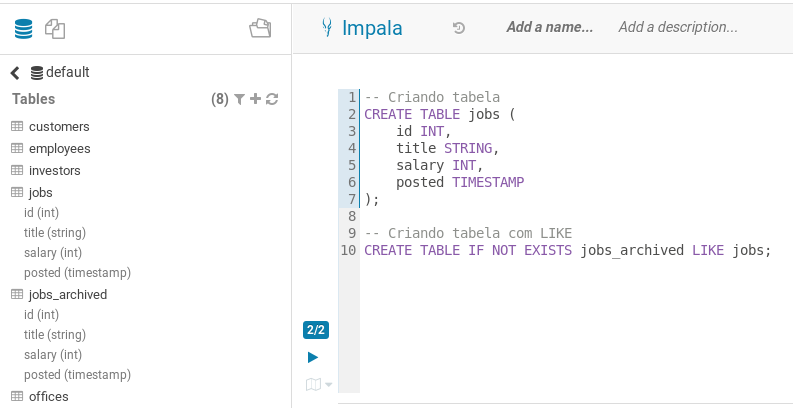 default
Tables (8)
customers
employees
investors
jobs
id (int)
title (string)
salary (int)
posted (timestamp)
jobs_archived
id (int)
title (string)
salary (int)
posted (timestamp)
offices
Impala Add a name... Add a description...
1 -- Criando tabela
2 CREATE TABLE jobs (
3     id INT,
4     title STRING,
5     salary INT,
6     posted TIMESTAMP
7 );
8
9 -- Criando tabela com LIKE
10 CREATE TABLE IF NOT EXISTS jobs_archived LIKE jobs;
2/2